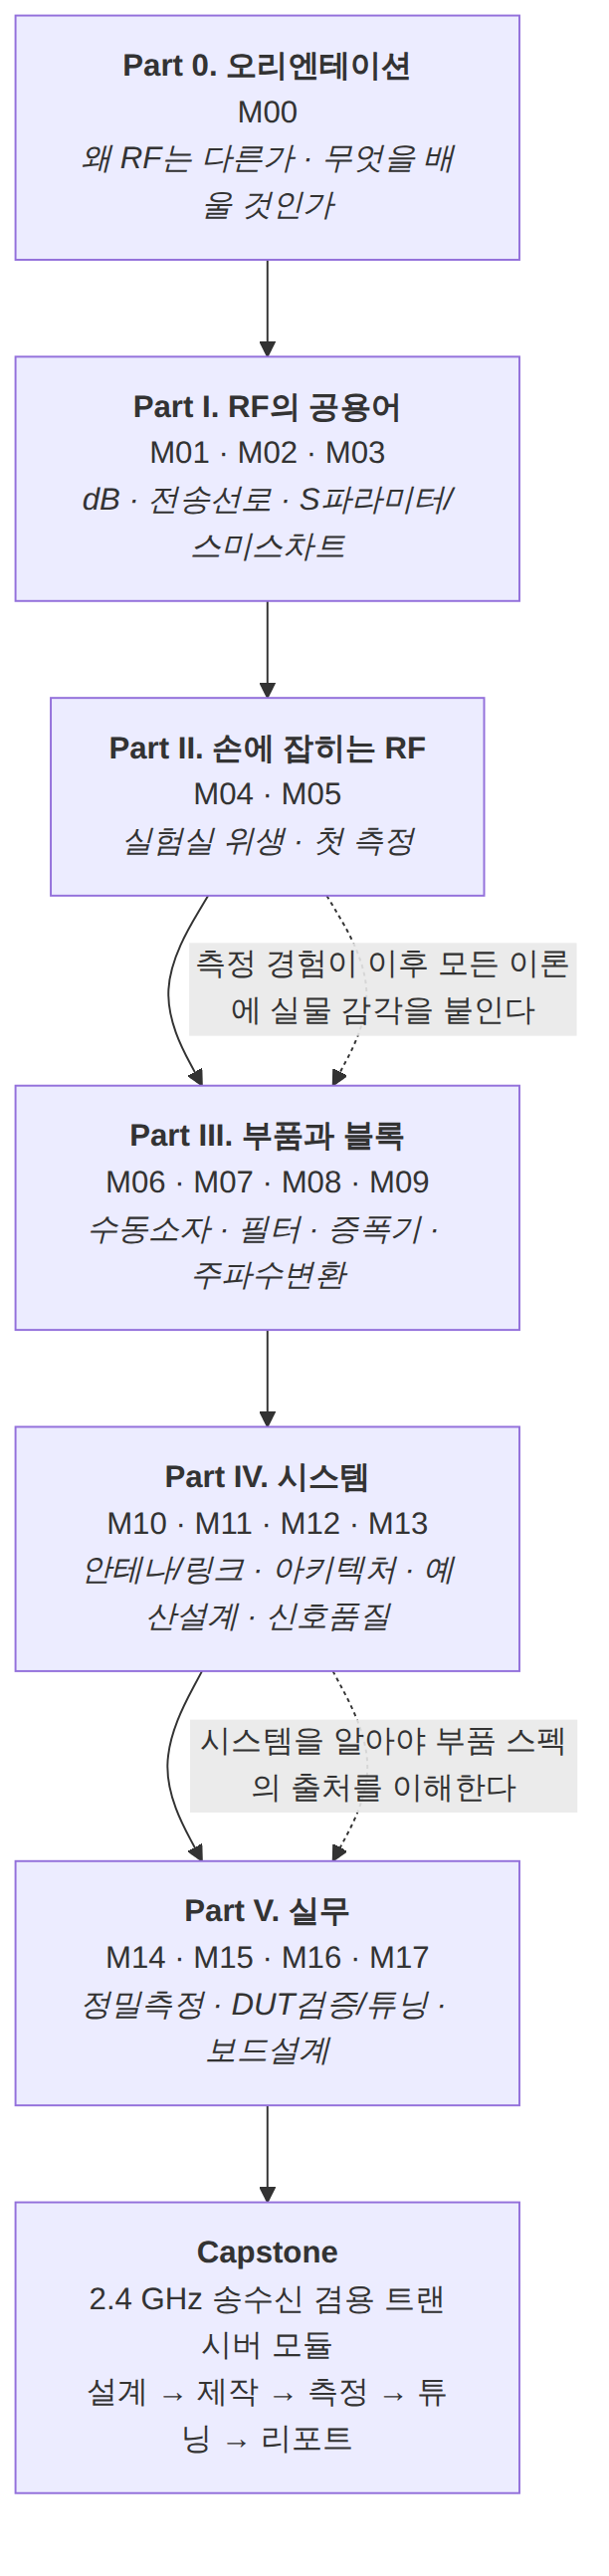 Part 0. 오리엔테이션
M00
왜 RF는 다른가 · 무엇을 배
울 것인가
Part I. RF의 공용어
M01 · M02 · M03
dB · 전송선로 · S파라미터/
스미스차트
Part II. 손에 잡히는 RF
M04 · M05
실험실 위생 · 첫 측정
측정 경험이 이후 모든 이론
에 실물 감각을 붙인다
Part III. 부품과 블록
M06 · M07 · M08 · M09
수동소자 · 필터 · 증폭기 ·
주파수변환
Part IV. 시스템
M10 · M11 · M12 · M13
안테나/링크 · 아키텍처 · 예
산설계 · 신호품질
시스템을 알아야 부품 스펙
의 출처를 이해한다
Part V. 실무
M14 · M15 · M16 · M17
정밀측정 · DUT검증/튜닝 ·
보드설계
Capstone
2.4 GHz 송수신 겸용 트랜
시버 모듈
설계 → 제작 → 측정 → 튜
닝 → 리포트